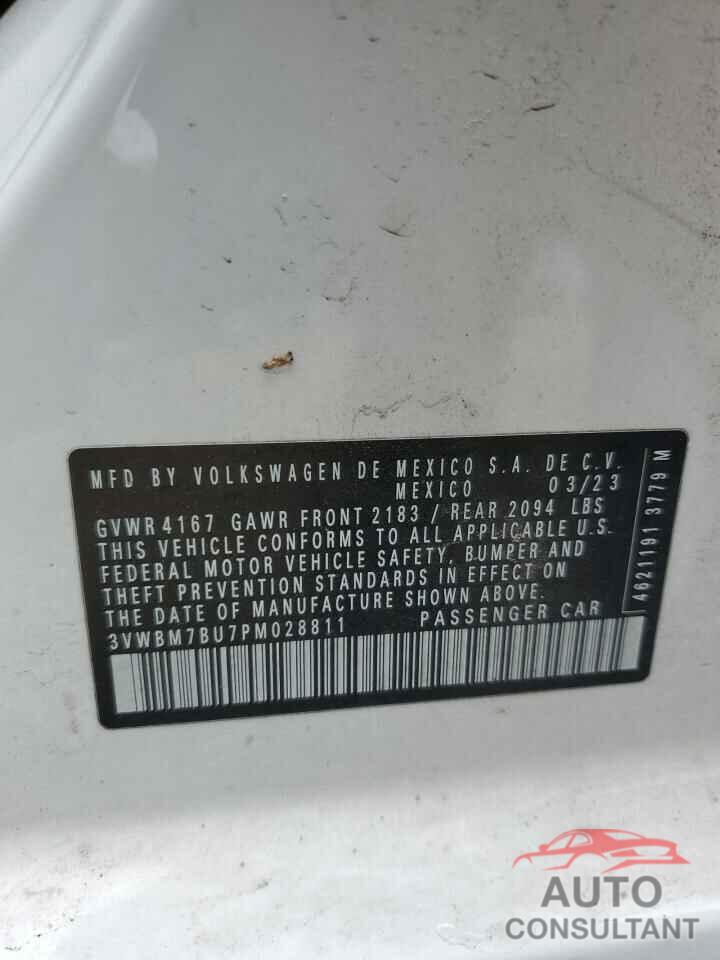 MFD BY VOLKSWAGEN DE MEXICO S.A. DE C.V.
MEXICO 03/23
GVWR 4167 GAWR FRONT 2183 / REAR 2094 LBS
THIS VEHICLE CONFORMS TO ALL APPLICABLE U.S.
FEDERAL MOTOR VEHICLE SAFETY, BUMPER AND
THEFT PREVENTION STANDARDS IN EFFECT ON
THE DATE OF MANUFACTURE SHOWN ABOVE.
3VWBM7BU7PM028811 PASSENGER CAR
4621191 3779 M
AUTO
CONSULTANT